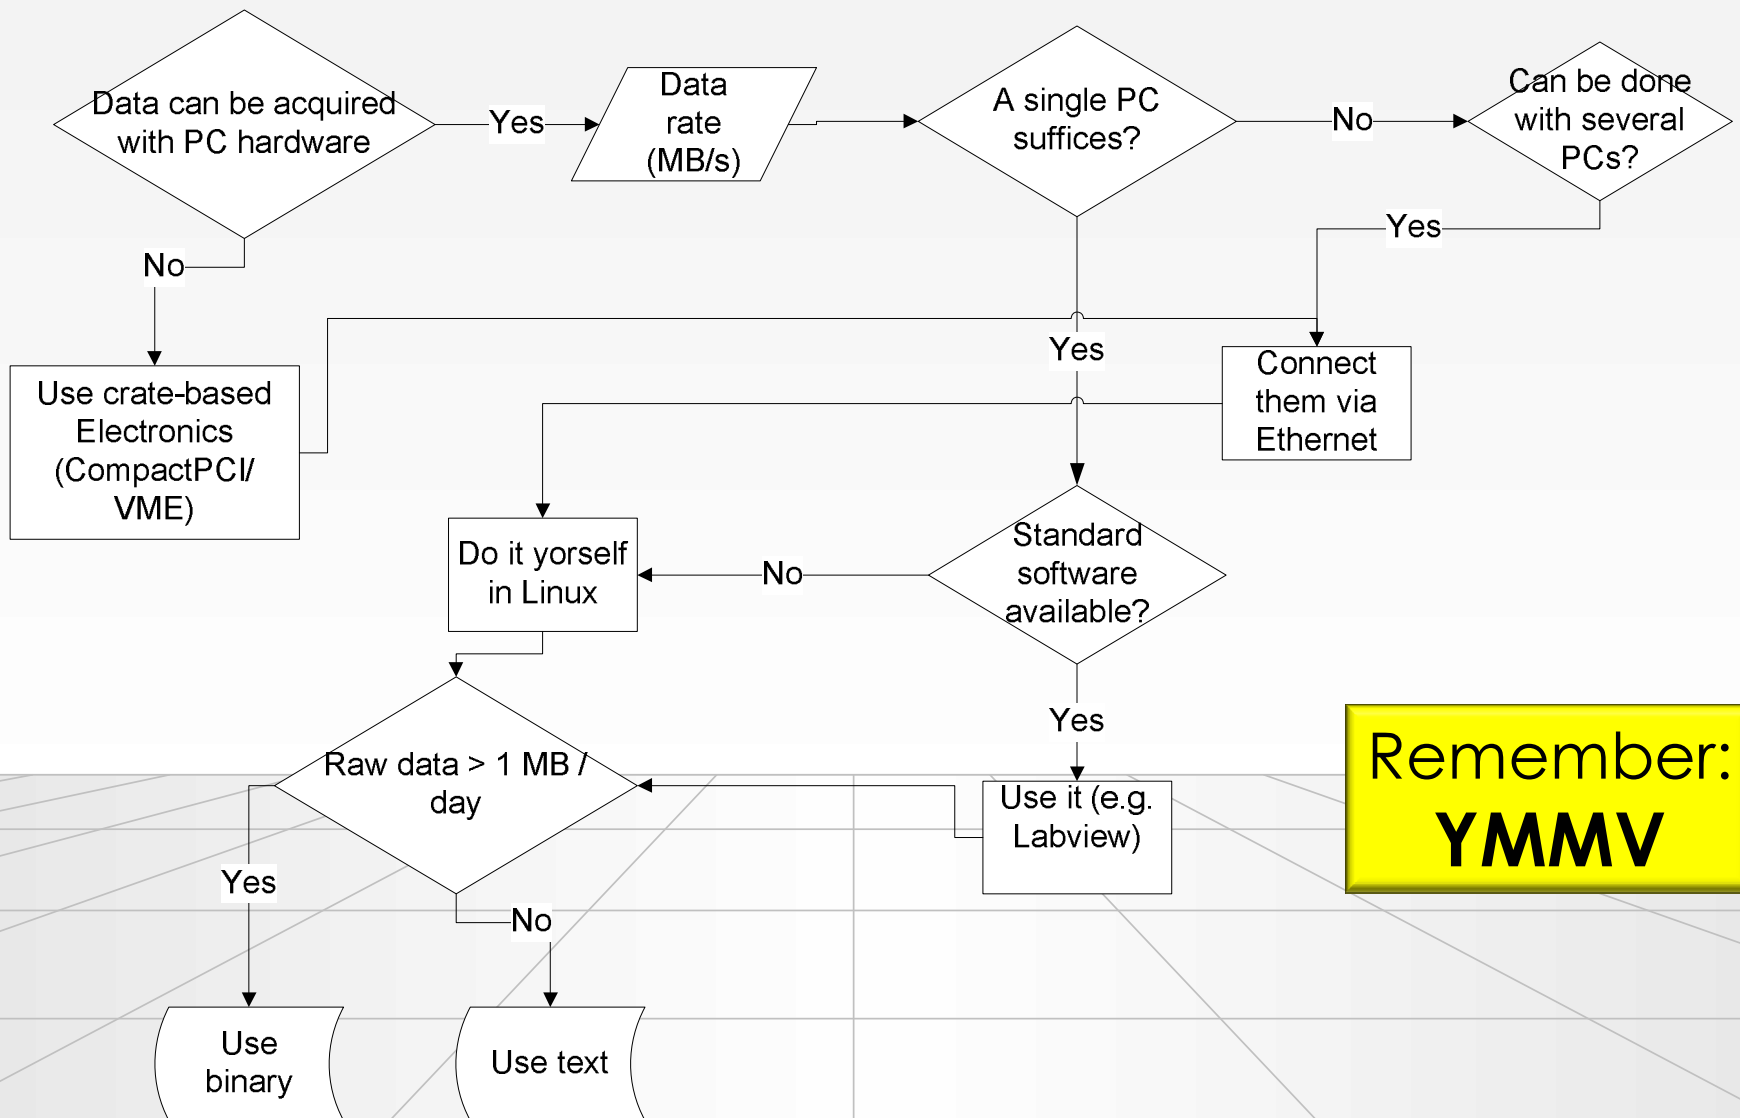 Data can be acquired
with PC hardware
Yes
Data
rate
(MB/s)
A single PC
suffices?
No
Can be done
with several
PCs?
Yes
No
Yes
Use crate-based
Electronics
(CompactPCI/
VME)
Connect
them via
Ethernet
Do it yorself
in Linux
No
Standard
software
available?
Yes
Raw data > 1 MB /
day
Use it (e.g.
Labview)
Remember:
YMMV
Yes
No
Use
binary
Use text